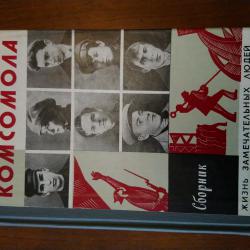 КОМСОМОЛА
Сборник
ЖИЗНЬ ЗАМЕЧАТЕЛЬНЫХ ЛЮДЕЙ